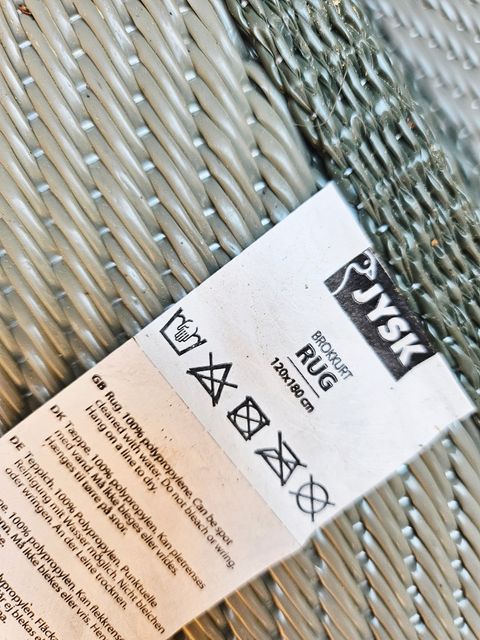 JYSK
BROKKURT
RUG
120x180 cm
GB Rug. 100% polypropylene. Can be spot
cleaned with water. Do not bleach or wring.
Hang on a line to dry.
DK Tæppe. 100% polypropylen. Kan pletrenses
med vand. Må ikke bleges eller vrides.
Hænges til tørre på snor.
DE Teppich. 100% Polypropylen. Punktuelle
Reinigung mit Wasser möglich. Nicht bleichen
oder wringen. An der Leine trocknen.
100% polypropylen. Kan flekkrens
ikke blekes eller vris. Hen